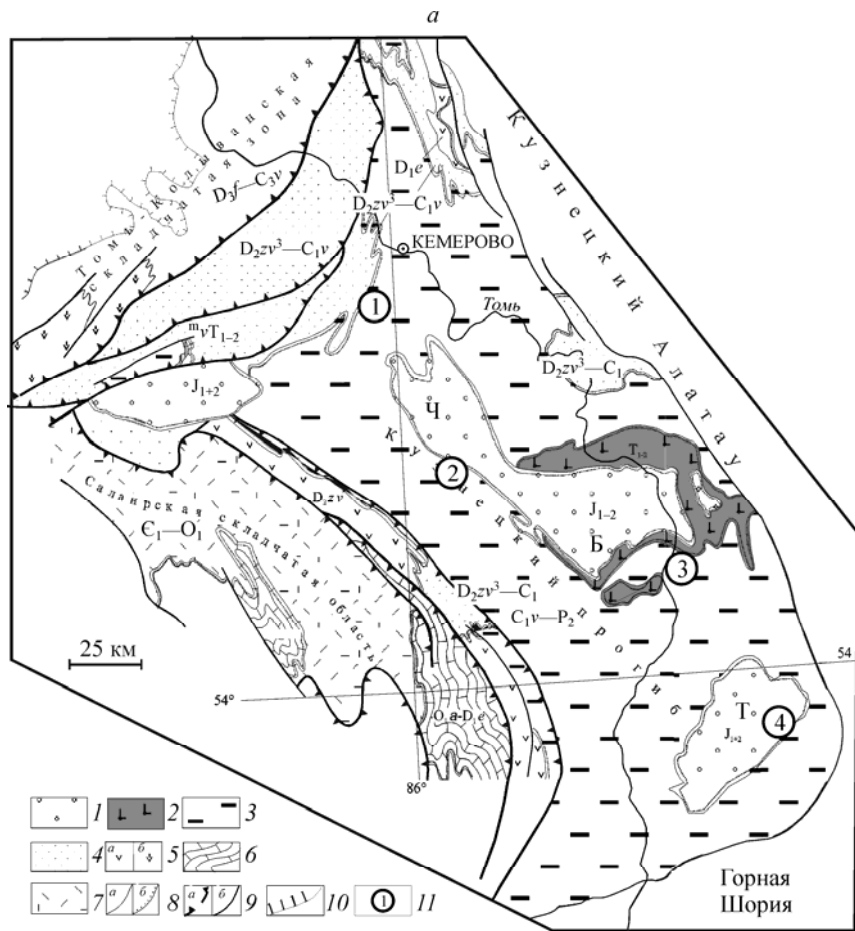 а
Томь-Колыванская
складчатая зона
D₃f—C₃v
Кузнецкий Алатау
D₁e
D₂zv³—C₁v
КЕМЕРОВО
D₂zv³—C₁v
1
Томь
ᵐνT₁₋₂
D₂zv³—C₁
J₁₊₂
Ч
T₁₋₂
Кузнецкий прогиб
2
D₂zv
J₁₋₂
Салаирская складчатая область
Є₁—O₁
Б
3
D₂zv³—C₁
C₁v—P₂
25 км
54
54°
Т
J₁₊₂
4
86°
1
2
3
4
а
б
5
6
7
а
б
8
а
б
9
10
1
11
Горная
Шория